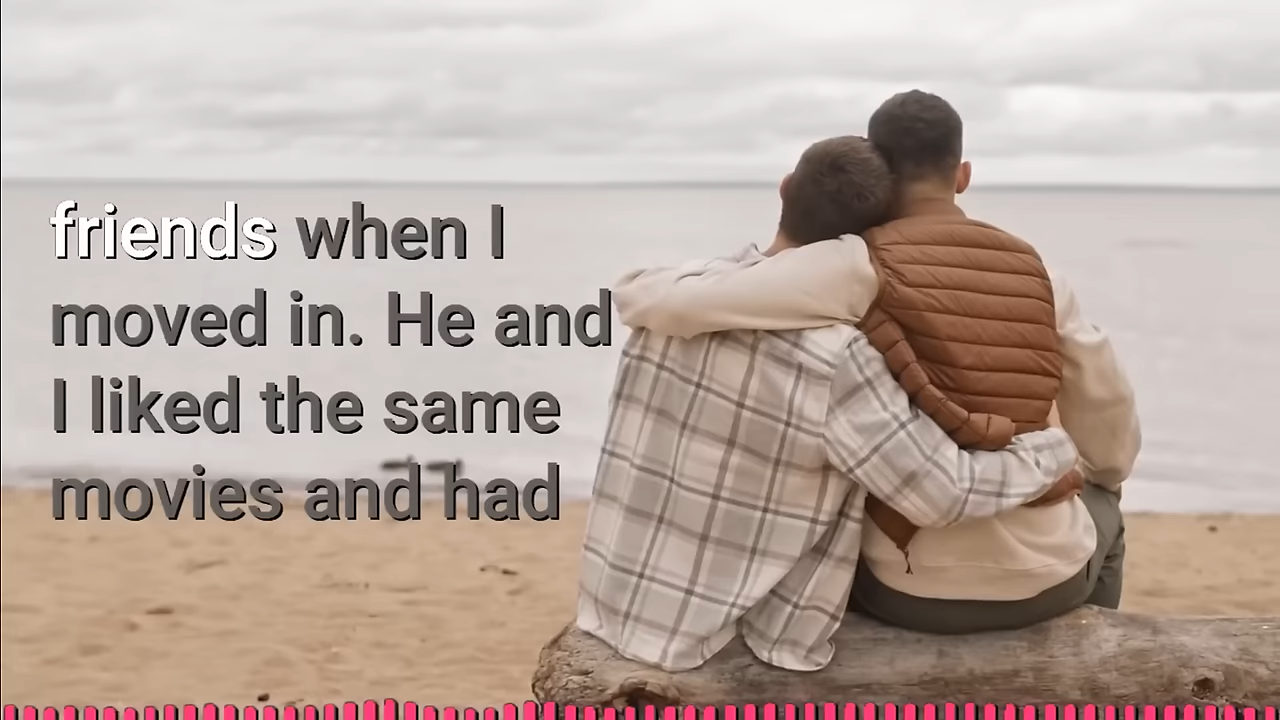 friends when I
moved in. He and
I liked the same
movies and had